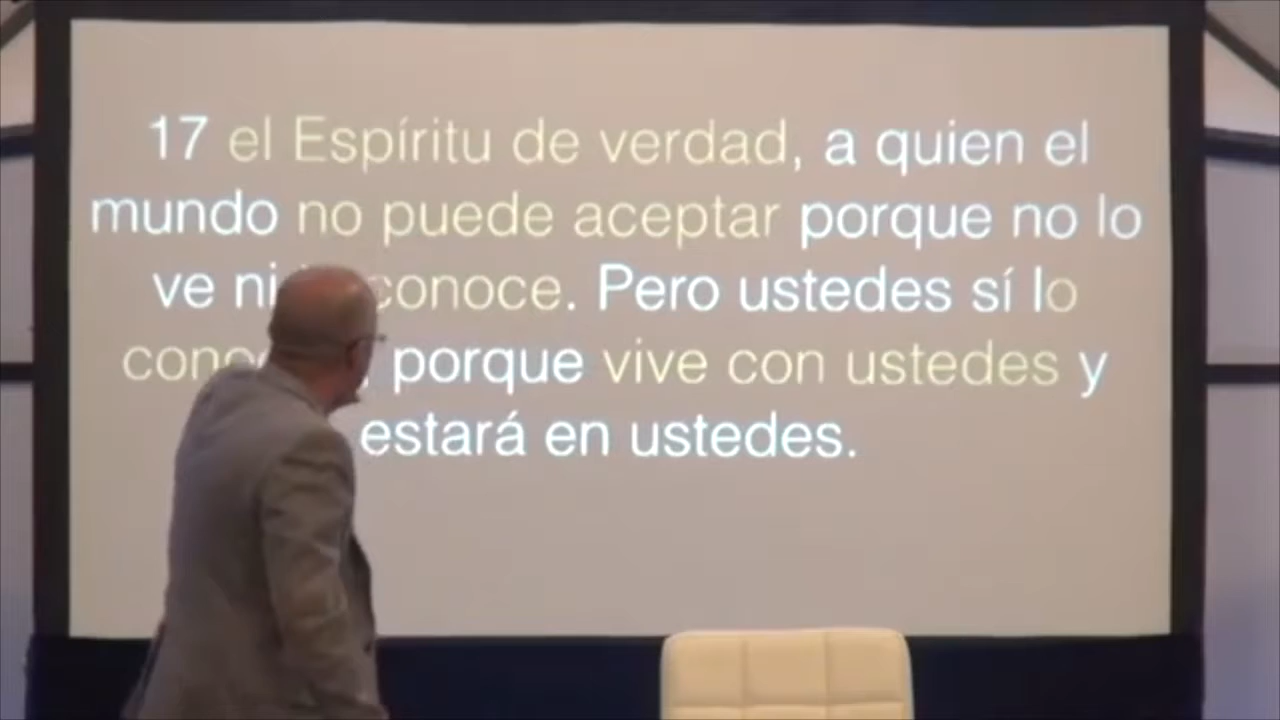 17 el Espíritu de verdad, a quien el
mundo no puede aceptar porque no lo
ve ni conoce. Pero ustedes sí lo
porque vive con ustedes y
estará en ustedes.